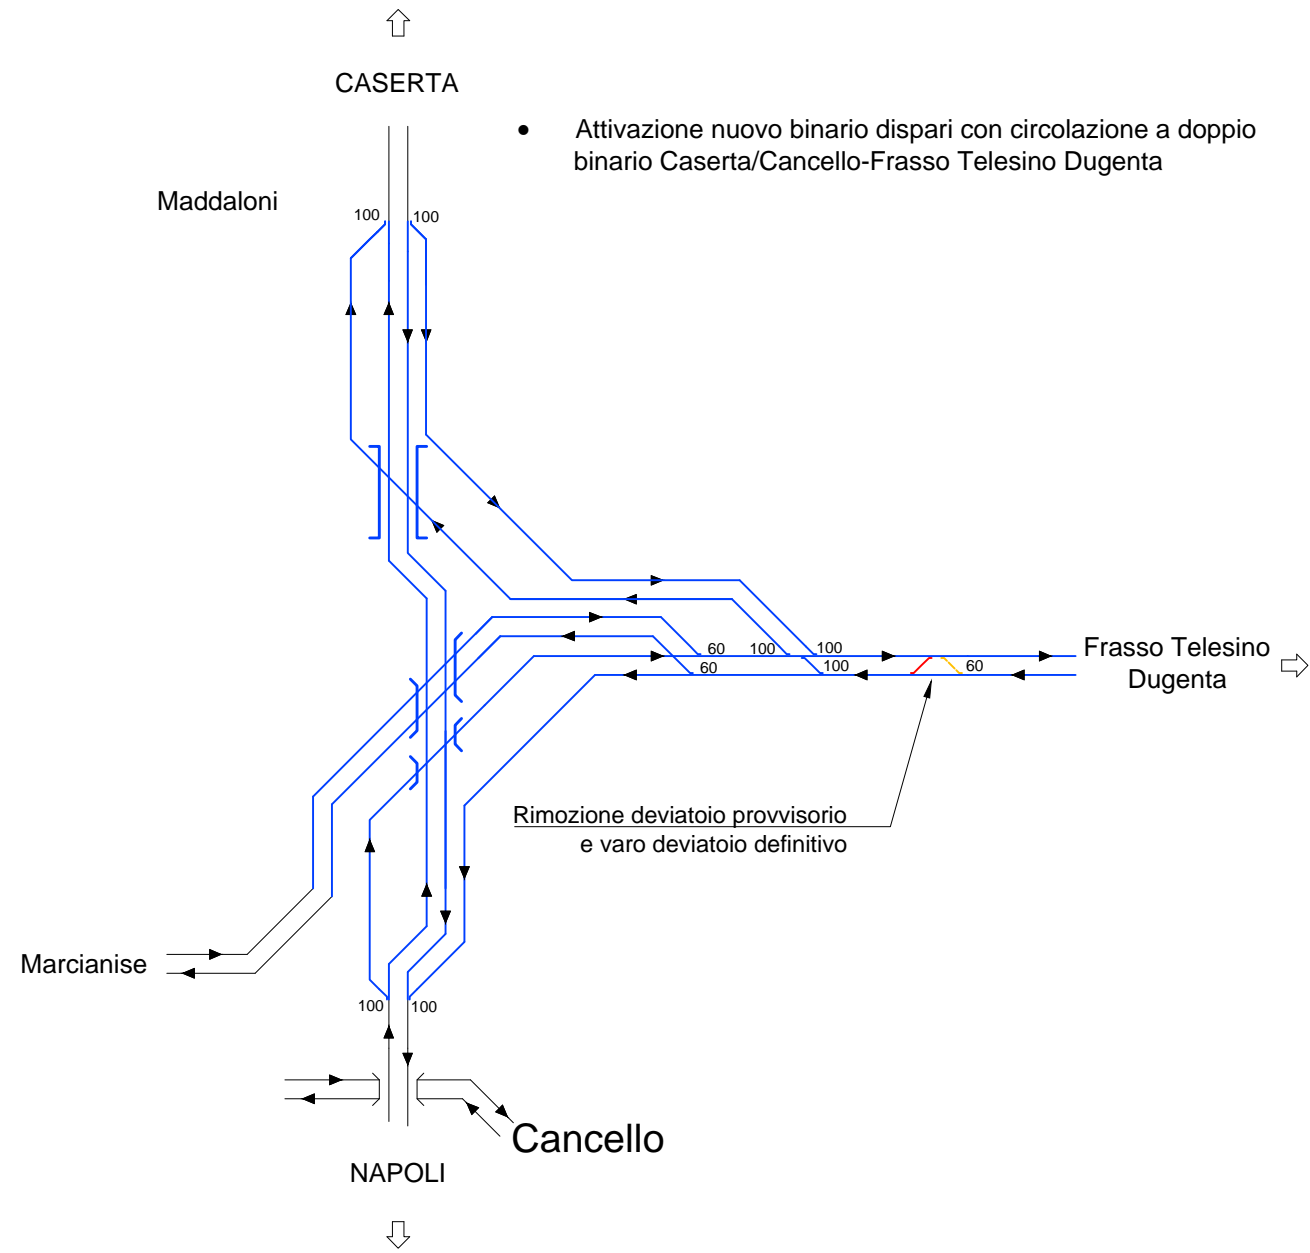 CASERTA
• Attivazione nuovo binario dispari con circolazione a doppio
binario Caserta/Cancello-Frasso Telesino Dugenta
Maddaloni
100 100
60 100 100
60 100 60
Frasso Telesino
Dugenta
Rimozione deviatoio provvisorio
e varo deviatoio definitivo
Marcianise
100 100
Cancello
NAPOLI